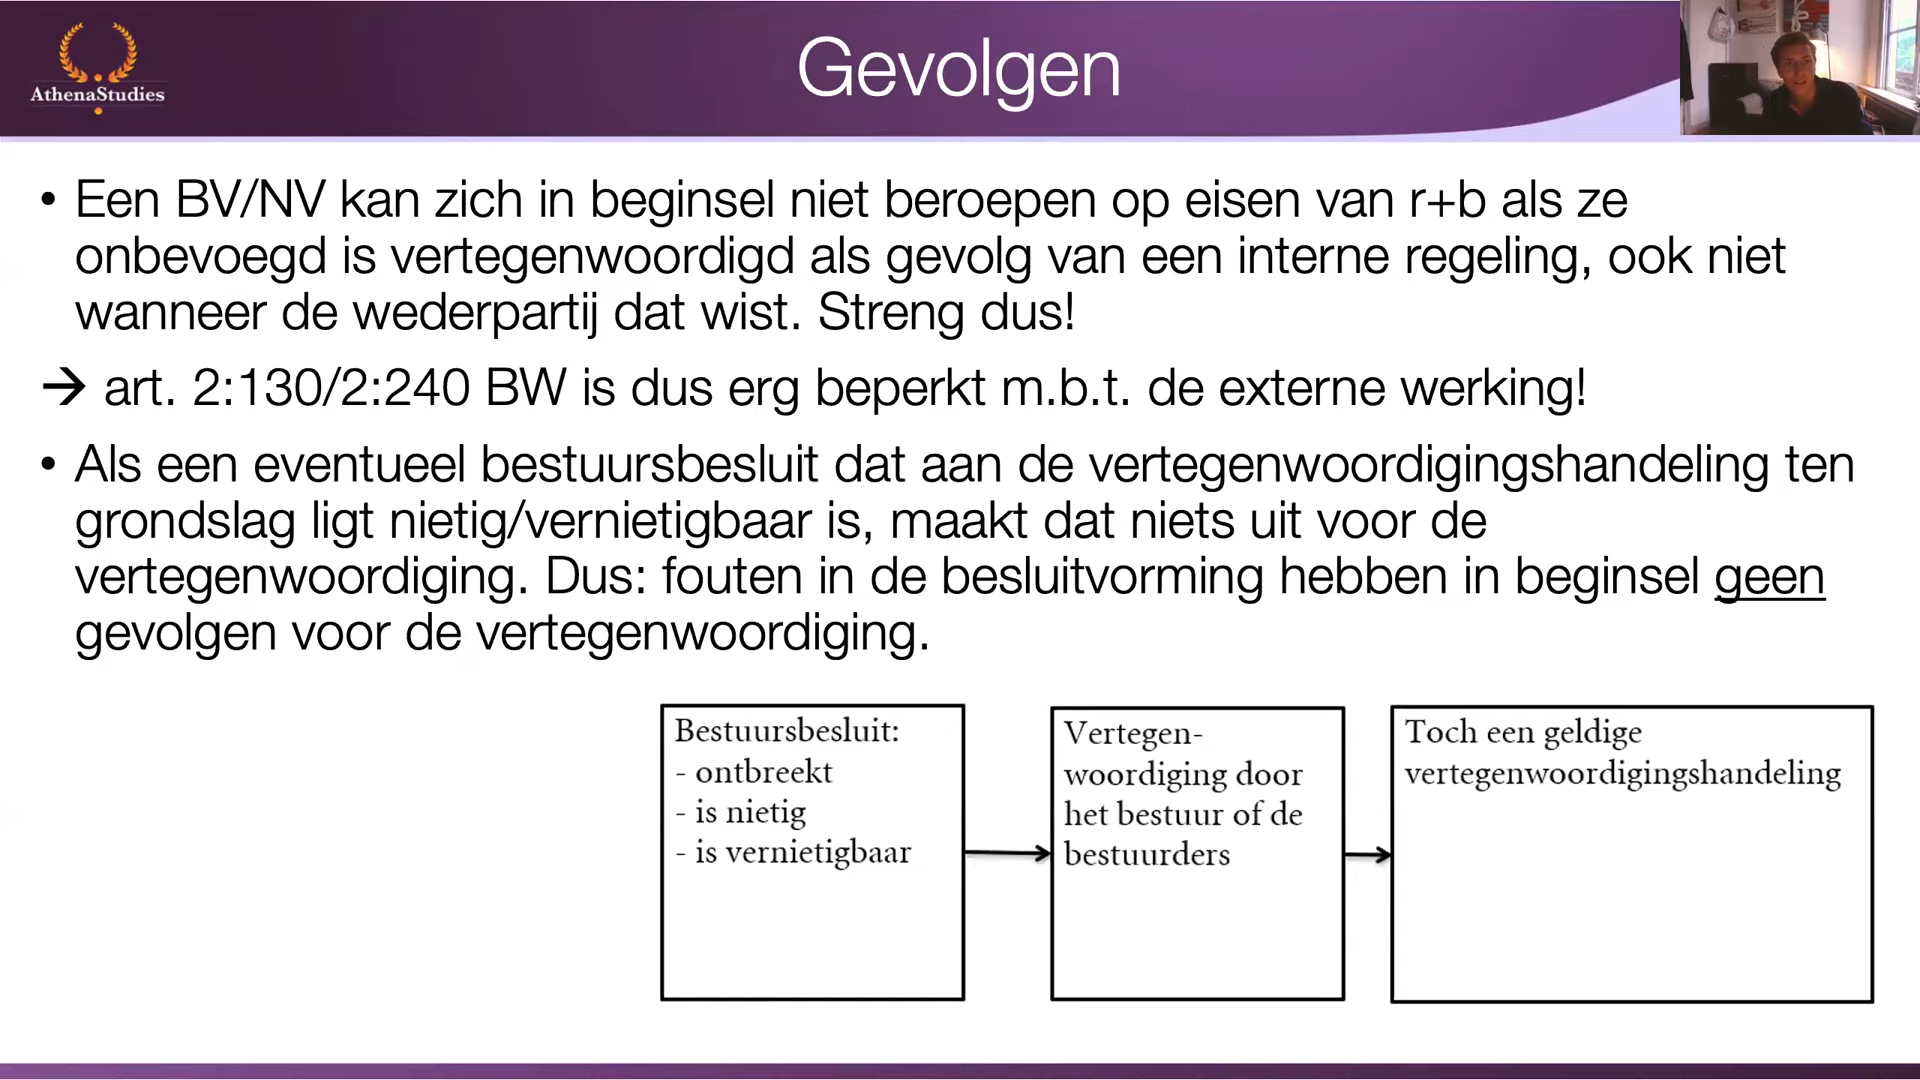 AthenaStudies
Gevolgen
• Een BV/NV kan zich in beginsel niet beroepen op eisen van r+b als ze
onbevoegd is vertegenwoordigd als gevolg van een interne regeling, ook niet
wanneer de wederpartij dat wist. Streng dus!
→ art. 2:130/2:240 BW is dus erg beperkt m.b.t. de externe werking!
• Als een eventueel bestuursbesluit dat aan de vertegenwoordigingshandeling ten
grondslag ligt nietig/vernietigbaar is, maakt dat niets uit voor de
vertegenwoordiging. Dus: fouten in de besluitvorming hebben in beginsel geen
gevolgen voor de vertegenwoordiging.
Bestuursbesluit:
- ontbreekt
- is nietig
- is vernietigbaar
Vertegen-
woordiging door
het bestuur of de
bestuurders
Toch een geldige
vertegenwoordigingshandeling